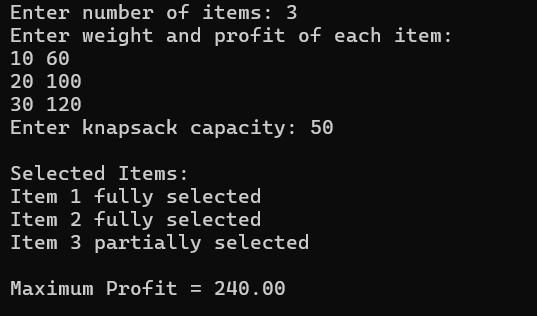 Enter number of items: 3
Enter weight and profit of each item:
10 60
20 100
30 120
Enter knapsack capacity: 50
Selected Items:
Item 1 fully selected
Item 2 fully selected
Item 3 partially selected
Maximum Profit = 240.00